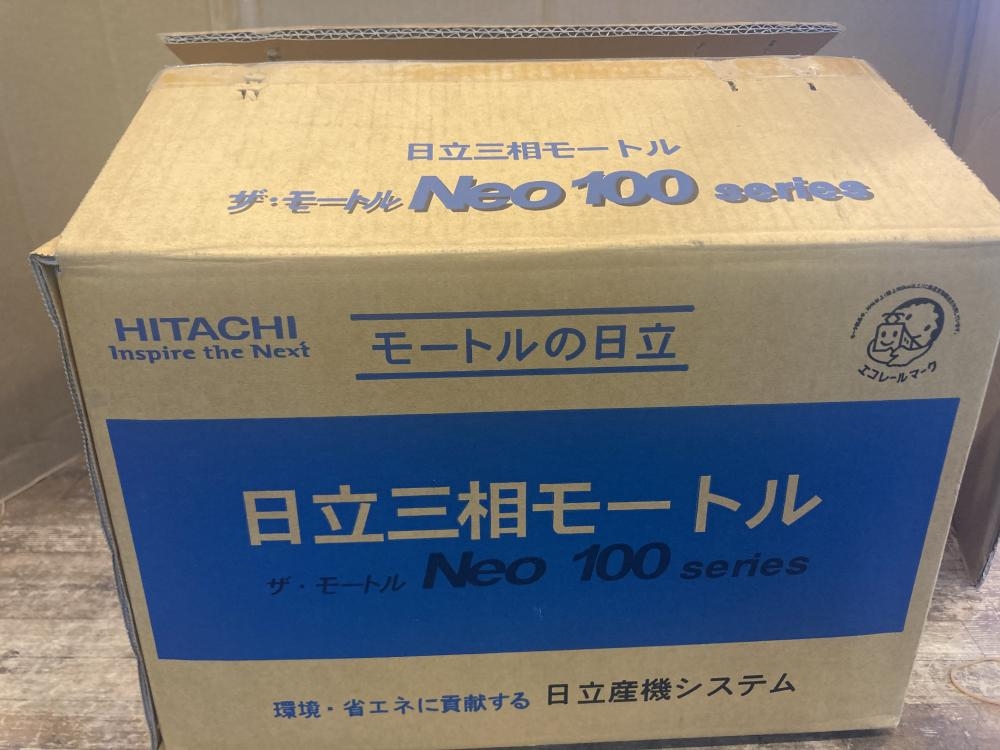 日立三相モートル
ザ・モートル Neo 100 series
HITACHI
Inspire the Next
モートルの日立
エコレールマーク
日立三相モートル
ザ・モートル Neo 100 series
環境・省エネに貢献する 日立産機システム